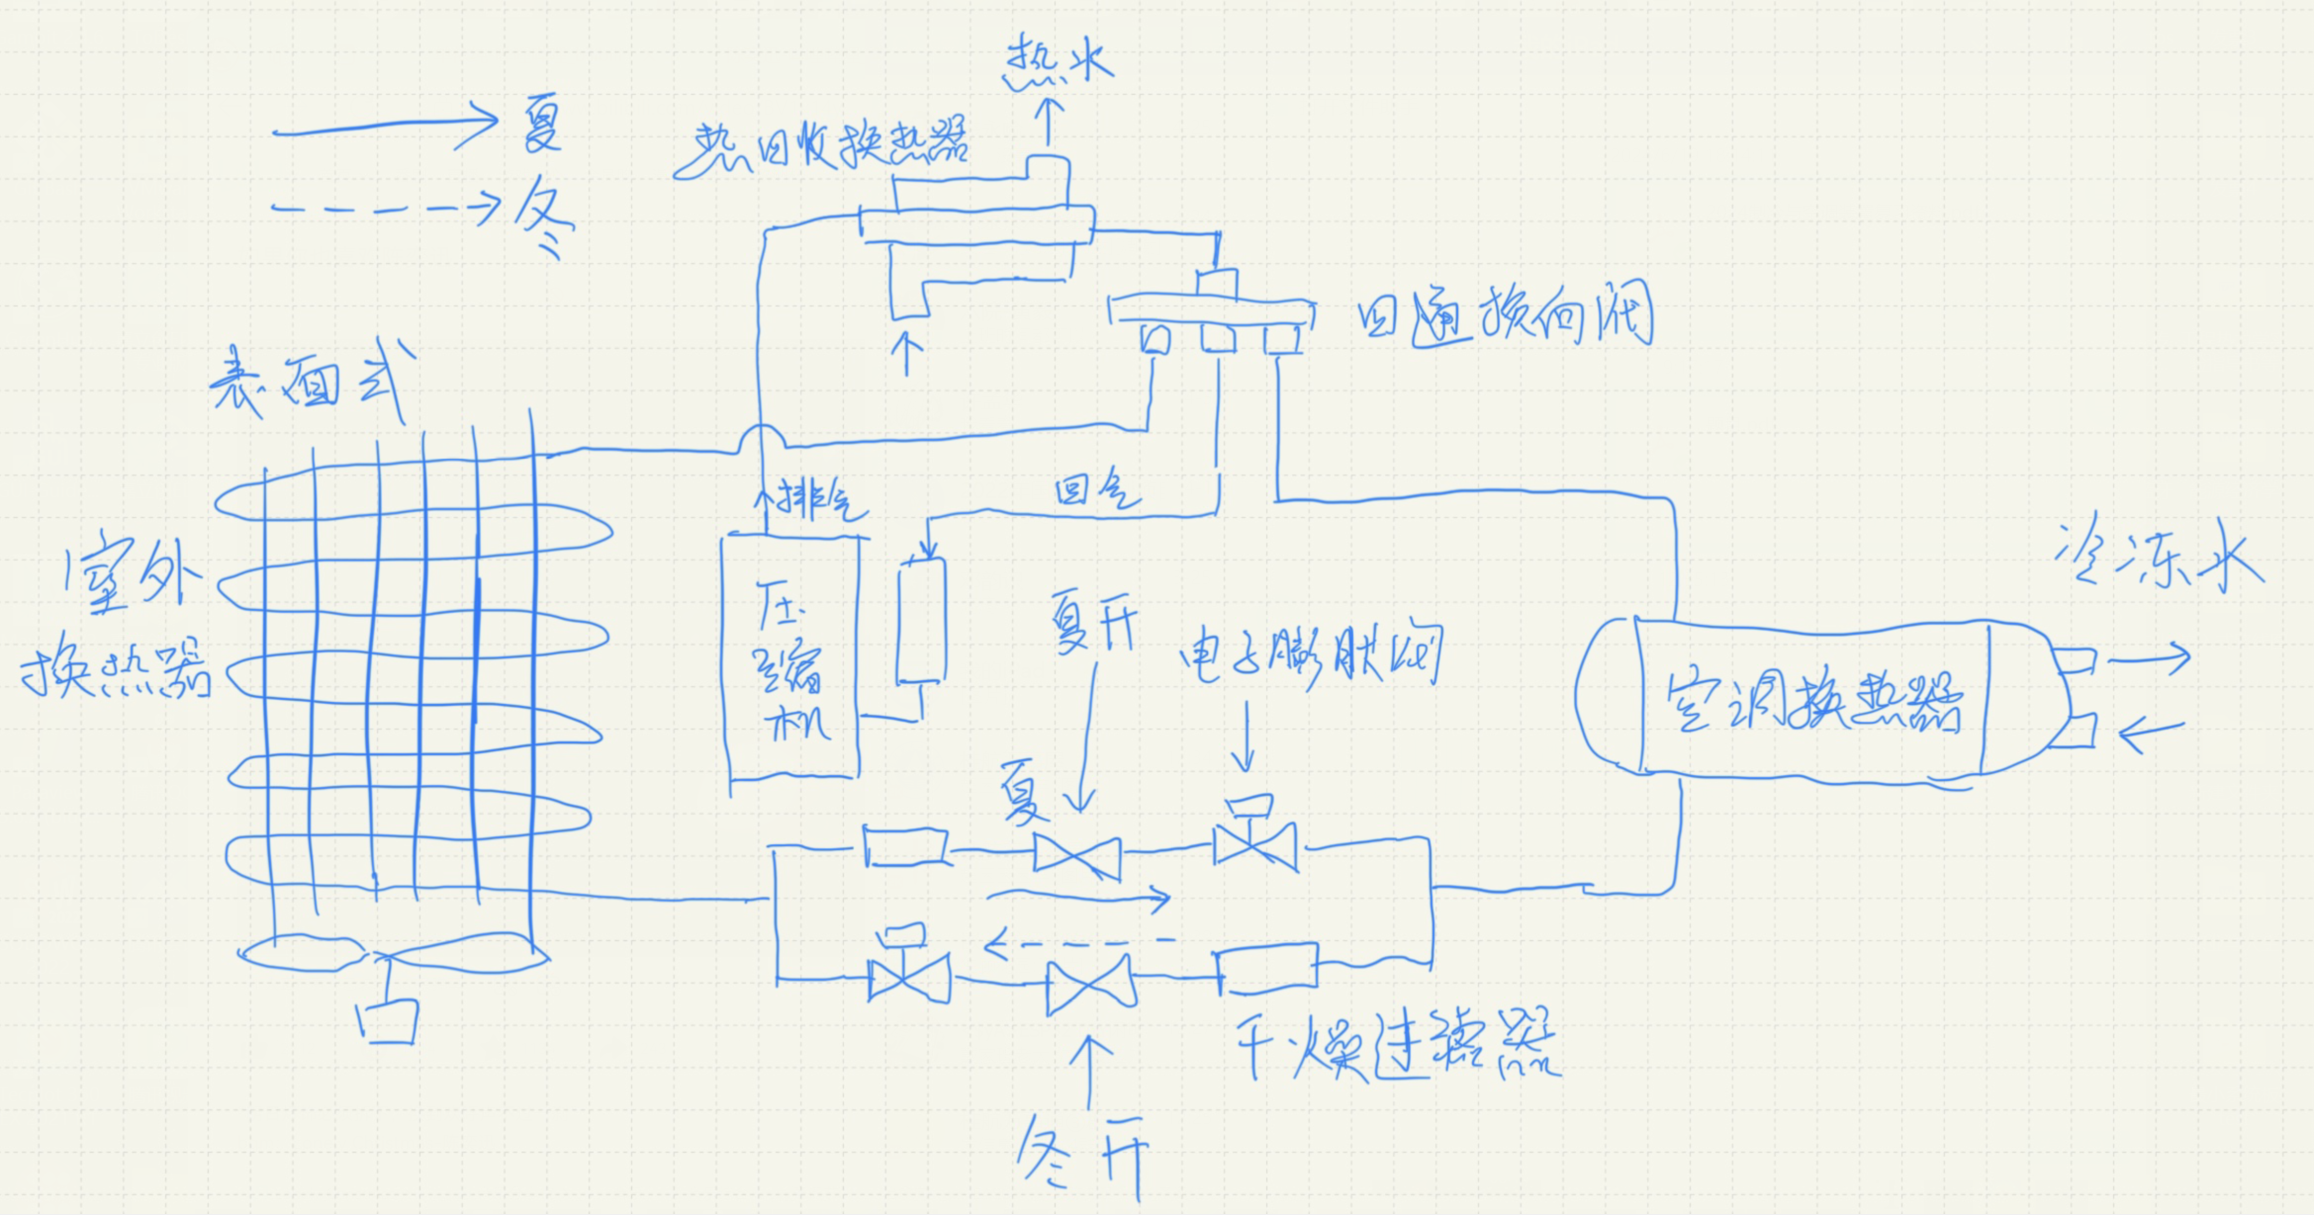 热水
夏
热回收换热器
冬
四通换向阀
表面式
排气
回气
室外
换热器
压
缩
机
夏开
电子膨胀阀
冷冻水
空调换热器
夏
干燥过滤器
冬开